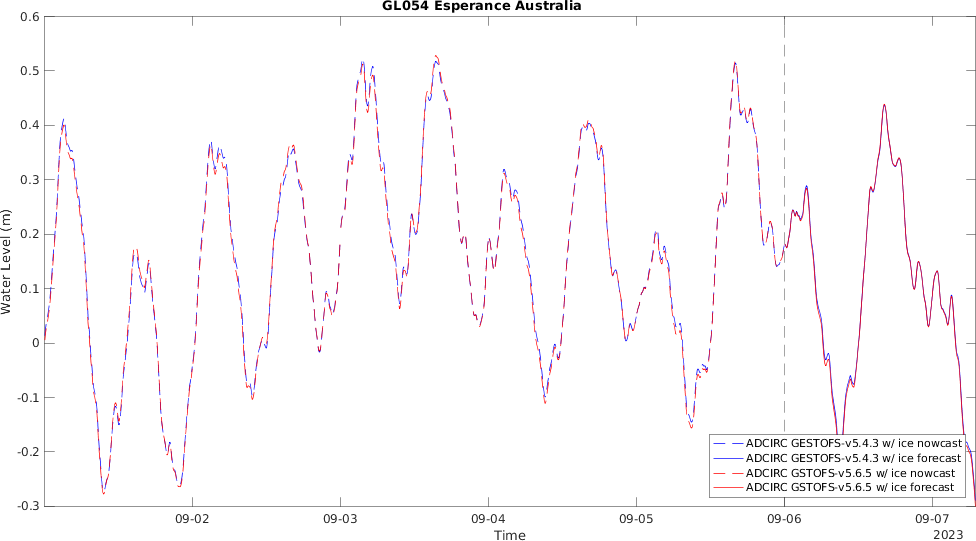 GL054 Esperance Australia
0.6
0.5
0.4
0.3
0.2
0.1
0
-0.1
-0.2
-0.3
Water Level (m)
09-02
09-03
09-04
09-05
09-06
09-07
Time
2023
ADCIRC GESTOFS-v5.4.3 w/ ice nowcast
ADCIRC GESTOFS-v5.4.3 w/ ice forecast
ADCIRC GSTOFS-v5.6.5 w/ ice nowcast
ADCIRC GSTOFS-v5.6.5 w/ ice forecast